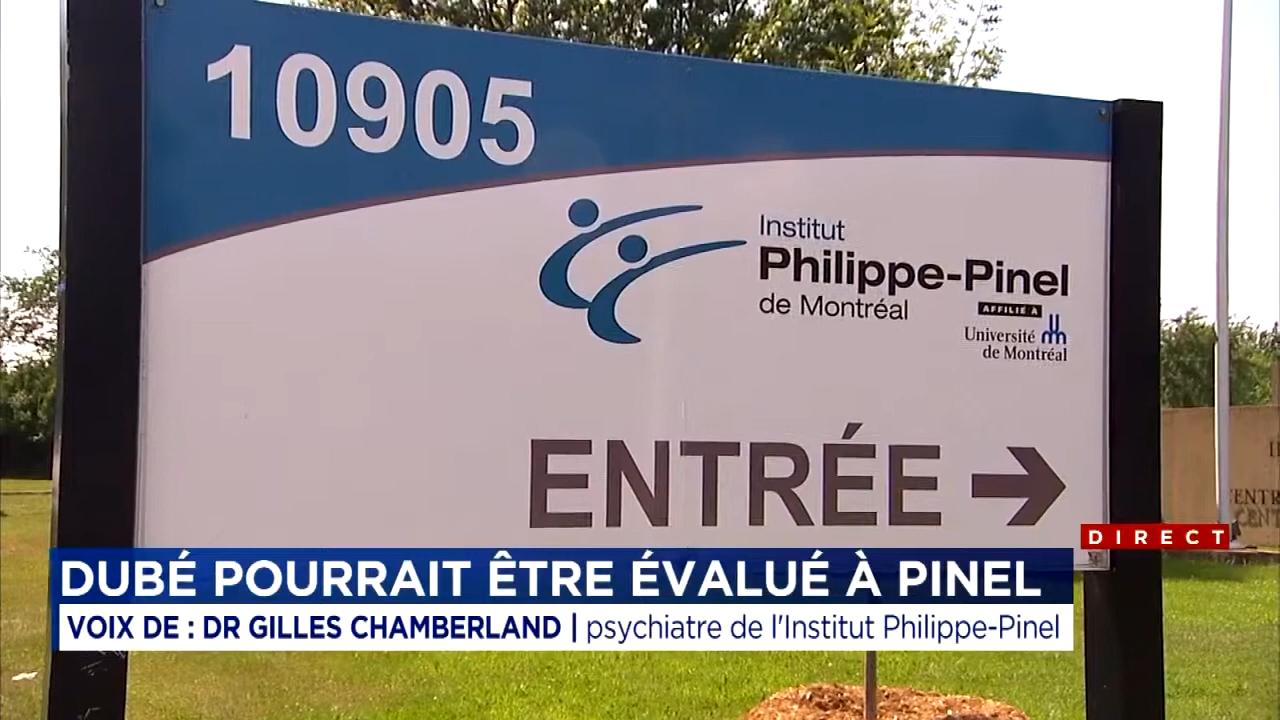 10905
Institut
Philippe-Pinel
de Montréal
AFFILIÉ À
Université
de Montréal
ENTRÉE
DIRECT
DUBÉ POURRAIT ÊTRE ÉVALUÉ À PINEL
VOIX DE : DR GILLES CHAMBERLAND | psychiatre de l'Institut Philippe-Pinel